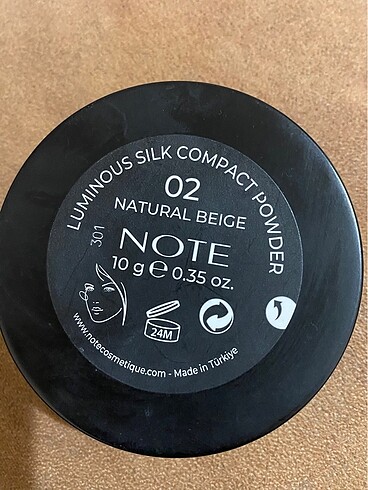 LUMINOUS SILK COMPACT POWDER
02
NATURAL BEIGE
301
NOTE
10 g e 0.35 oz.
24M
www.notecosmetique.com - Made in Türkiye